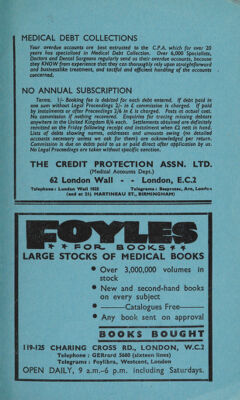 MEDICAL DEBT COLLECTIONS
Your overdue accounts are best entrusted to the C.P.A. which for over 20
years has specialised in Medical Debt Collection. Over 6,000 Specialists,
Doctors and Dental Surgeons regularly send us their overdue accounts, because
they KNOW from experience that they can thoroughly rely upon straightforward
and businesslike treatment, and tactful and efficient handling of the accounts
concerned.
NO ANNUAL SUBSCRIPTION
Terms. 1/- Booking fee is debited for each debt entered. If debt paid in
one sum without Legal Proceedings 2/- in £ commission is charged. If paid
by instalments or after Proceedings 2/6 in £ is charged. Costs at actual cost.
No commission if nothing recovered. Enquiries for tracing missing debtors
anywhere in the United Kingdom 8/6 each. Settlements obtained are definitely
remitted on the Friday following receipt and instalments when £2 nett in hand.
Lists of debts showing names, addresses and amounts owing (no detailed
accounts necessary unless we ask for them) are acknowledged per return.
Commission is due on debts paid to us or paid direct after application by us.
No Legal Proceedings are taken without specific sanction.
THE CREDIT PROTECTION ASSN. LTD.
(Medical Accounts Dept.)
62 London Wall - - London, E.C.2
Telephone: London Wall 1025 Telegrams: Ave, London
(and at 21) MARTINEAU ST., BIRMINGHAM)
FOYLES
FOR BOOKS
LARGE STOCKS OF MEDICAL BOOKS
● Over 3,000,000 volumes in
stock
● New and second-hand books
on every subject
● Catalogues Free
● Any book sent on approval
BOOKS BOUGHT
119-125 CHARING CROSS RD., LONDON, W.C.2
Telephone: GERrard 5660 (sixteen lines)
Telegrams: Foylibra, Westcent, London
OPEN DAILY, 9 a.m.–6 p.m. including Saturdays.